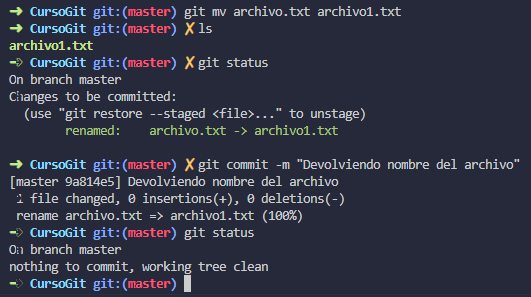 ➜ CursoGit git:(master) git mv archivo.txt archivo1.txt
➜ CursoGit git:(master) ✗ ls
archivo1.txt
➜ CursoGit git:(master) ✗ git status
On branch master
Changes to be committed:
  (use "git restore --staged <file>..." to unstage)
        renamed:    archivo.txt -> archivo1.txt

➜ CursoGit git:(master) ✗ git commit -m "Devolviendo nombre del archivo"
[master 9a814e5] Devolviendo nombre del archivo
 1 file changed, 0 insertions(+), 0 deletions(-)
 rename archivo.txt => archivo1.txt (100%)
➜ CursoGit git:(master) git status
On branch master
nothing to commit, working tree clean
➜ CursoGit git:(master)